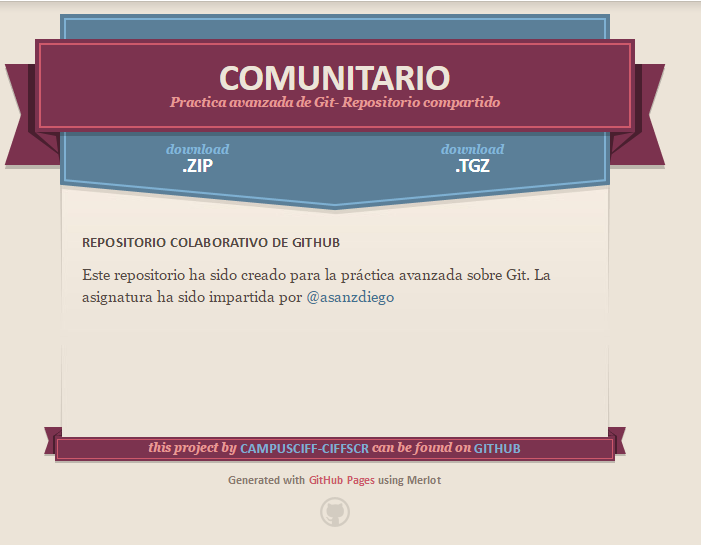 COMUNITARIO
Practica avanzada de Git- Repositorio compartido
download
.ZIP
download
.TGZ
REPOSITORIO COLABORATIVO DE GITHUB
Este repositorio ha sido creado para la práctica avanzada sobre Git. La
asignatura ha sido impartida por @asanzdiego
this project by CAMPUSCIFF-CIFFSCR can be found on GITHUB
Generated with GitHub Pages using Merlot